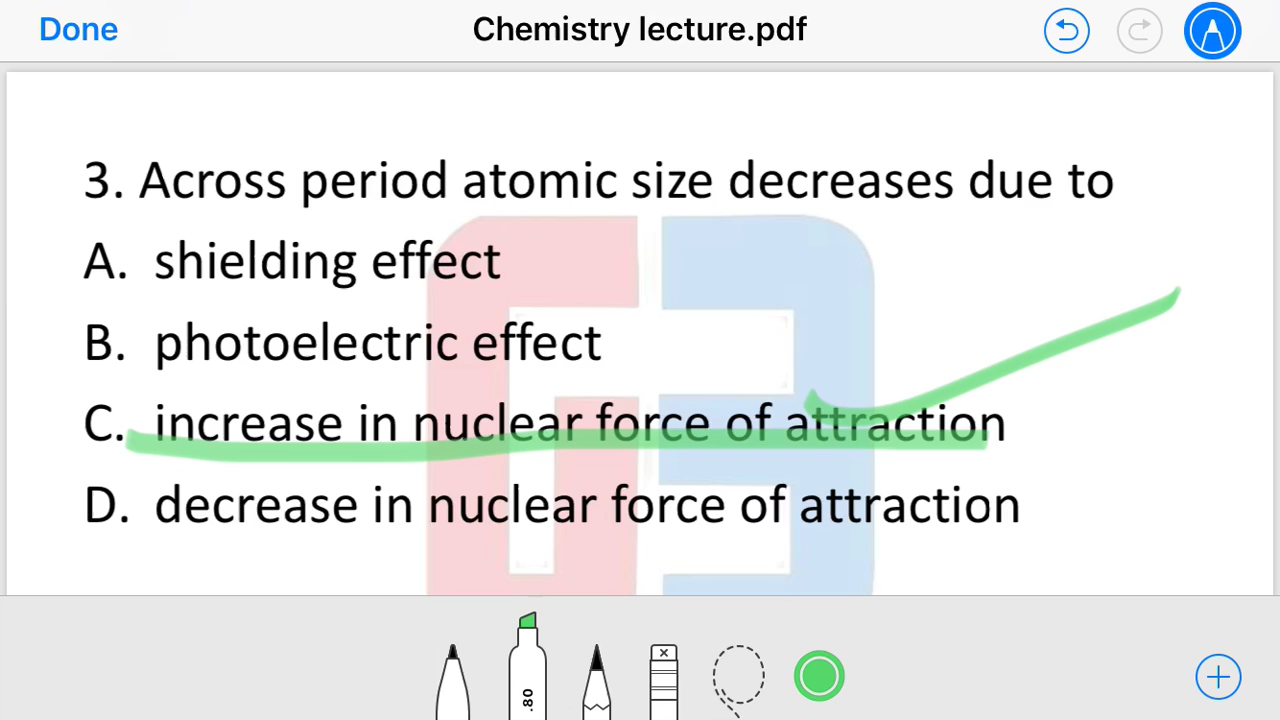 Done
Chemistry lecture.pdf
3. Across period atomic size decreases due to
A. shielding effect
B. photoelectric effect
C. increase in nuclear force of attraction
D. decrease in nuclear force of attraction
.80